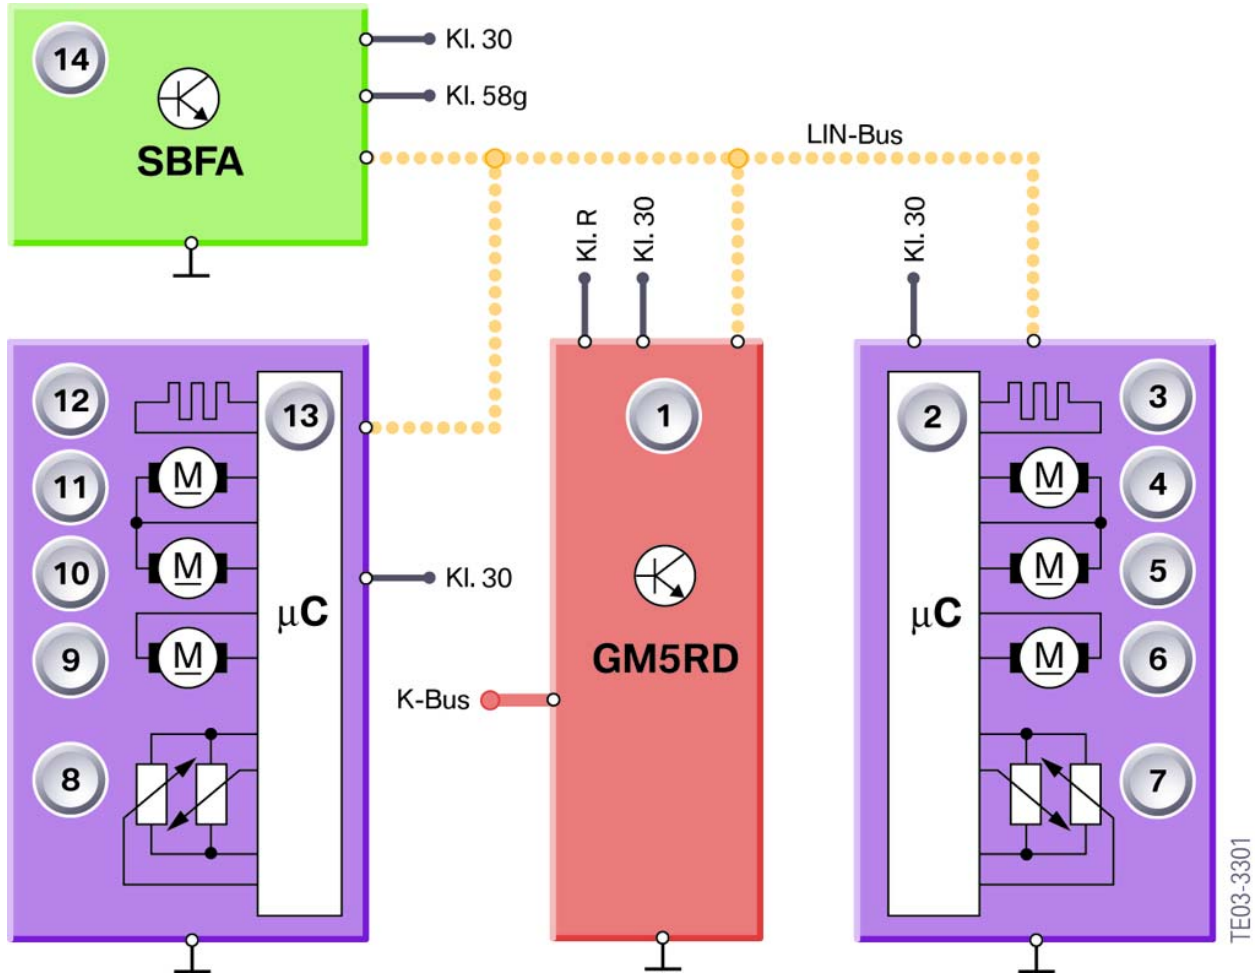 14
SBFA
Kl. 30
Kl. 58g
LIN-Bus
Kl. R
Kl. 30
Kl. 30
12
11
10
9
8
13
M
M
M
µC
Kl. 30
K-Bus
1
GM5RD
2
µC
M
M
M
3
4
5
6
7
TE03-3301